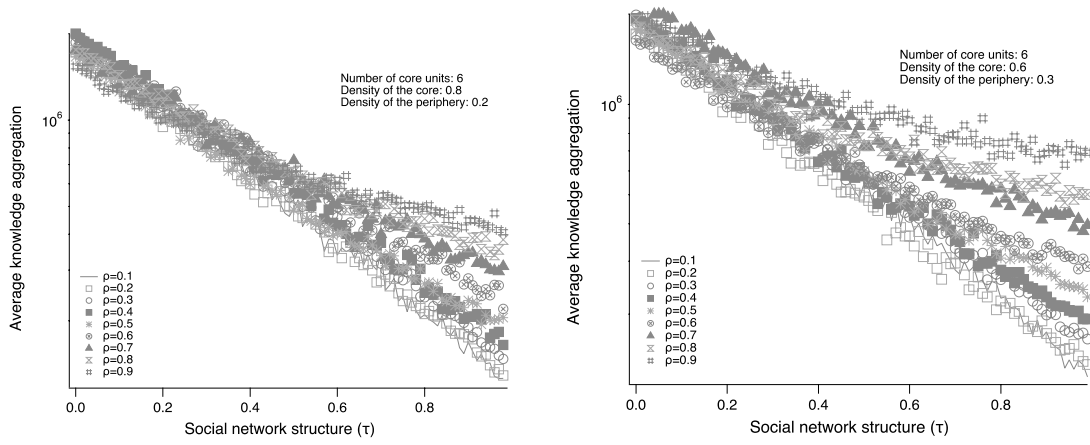 Number of core units: 6
Density of the core: 0.8
Density of the periphery: 0.2
10^6
Average knowledge aggregation
ρ=0.1
ρ=0.2
ρ=0.3
ρ=0.4
ρ=0.5
ρ=0.6
ρ=0.7
ρ=0.8
ρ=0.9
0.0 0.2 0.4 0.6 0.8
Social network structure (τ)
Number of core units: 6
Density of the core: 0.6
Density of the periphery: 0.3
10^6
Average knowledge aggregation
ρ=0.1
ρ=0.2
ρ=0.3
ρ=0.4
ρ=0.5
ρ=0.6
ρ=0.7
ρ=0.8
ρ=0.9
0.0 0.2 0.4 0.6 0.8
Social network structure (τ)